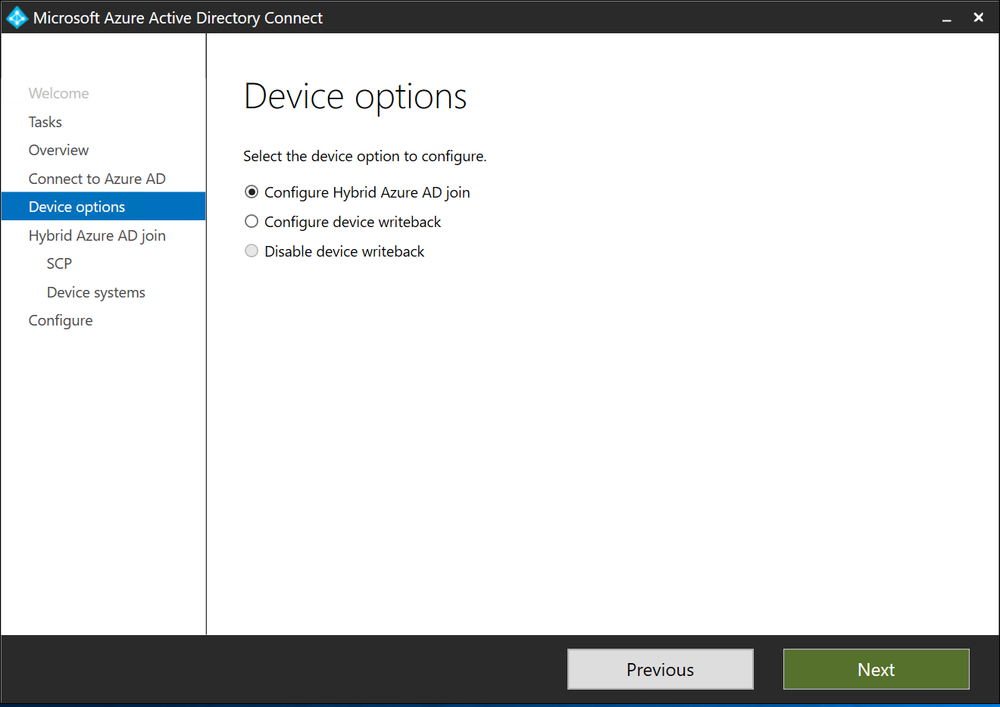 Microsoft Azure Active Directory Connect
Welcome
Tasks
Overview
Connect to Azure AD
Device options
Hybrid Azure AD join
SCP
Device systems
Configure
Device options
Select the device option to configure.
Configure Hybrid Azure AD join
Configure device writeback
Disable device writeback
Previous
Next